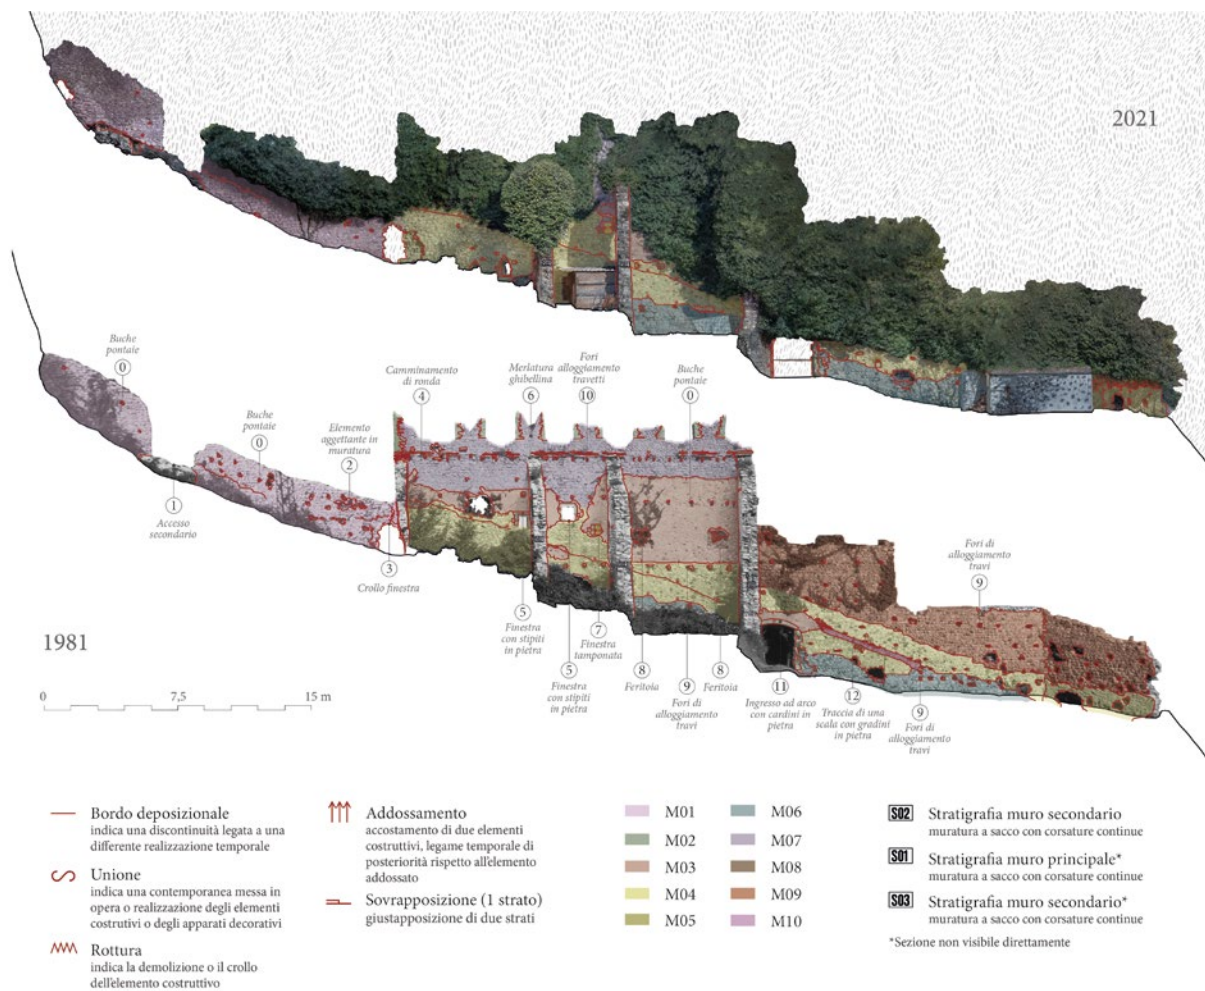 2021
Buche
pontaie
0
Buche
pontaie
0
Elemento
aggettante in
muratura
2
Camminamento
di ronda
4
Merlatura
ghibellina
6
Fori
alloggiamento
travetti
10
Buche
pontaie
0
1
Accesso
secondario
3
Crollo finestra
5
Finestra
con stipiti
in pietra
5
Finestra
con stipiti
in pietra
7
Finestra
tamponata
8
Feritoia
9
Fori di
alloggiamento
travi
8
Feritoia
11
Ingresso ad arco
con cardini in
pietra
12
Traccia di una
scala con gradini
in pietra
9
Fori di
alloggiamento
travi
Fori di
alloggiamento
travi
9
1981
0 7,5 15 m
Bordo deposizionale
indica una discontinuità legata a una
differente realizzazione temporale
Unione
indica una contemporanea messa in
opera o realizzazione degli elementi
costrutivi o degli apparati decorativi
Rottura
indica la demolizione o il crollo
dell'elemento costruttivo
Addossamento
accostamento di due elementi
costruttivi, legame temporale di
posteriorità rispetto all'elemento
addossato
Sovrapposizione (1 strato)
giustapposizione di due strati
M01
M02
M03
M04
M05
M06
M07
M08
M09
M10
S02 Stratigrafia muro secondario
muratura a sacco con corsature continue
S01 Stratigrafia muro principale*
muratura a sacco con corsature continue
S03 Stratigrafia muro secondario*
muratura a sacco con corsature continue
*Sezione non visibile direttamente